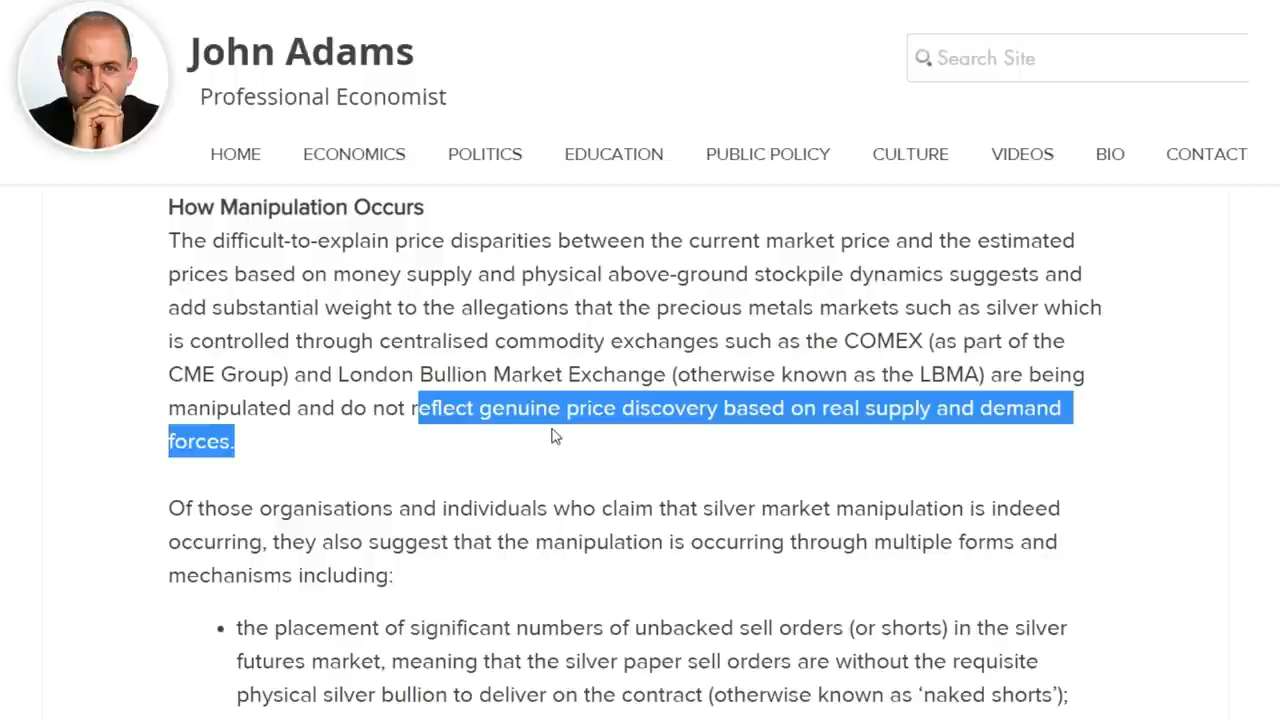 John Adams
Professional Economist
Search Site
HOME ECONOMICS POLITICS EDUCATION PUBLIC POLICY CULTURE VIDEOS BIO CONTACT
How Manipulation Occurs
The difficult-to-explain price disparities between the current market price and the estimated
prices based on money supply and physical above-ground stockpile dynamics suggests and
add substantial weight to the allegations that the precious metals markets such as silver which
is controlled through centralised commodity exchanges such as the COMEX (as part of the
CME Group) and London Bullion Market Exchange (otherwise known as the LBMA) are being
manipulated and do not reflect genuine price discovery based on real supply and demand
forces.
Of those organisations and individuals who claim that silver market manipulation is indeed
occurring, they also suggest that the manipulation is occurring through multiple forms and
mechanisms including:
• the placement of significant numbers of unbacked sell orders (or shorts) in the silver
futures market, meaning that the silver paper sell orders are without the requisite
physical silver bullion to deliver on the contract (otherwise known as ‘naked shorts’);